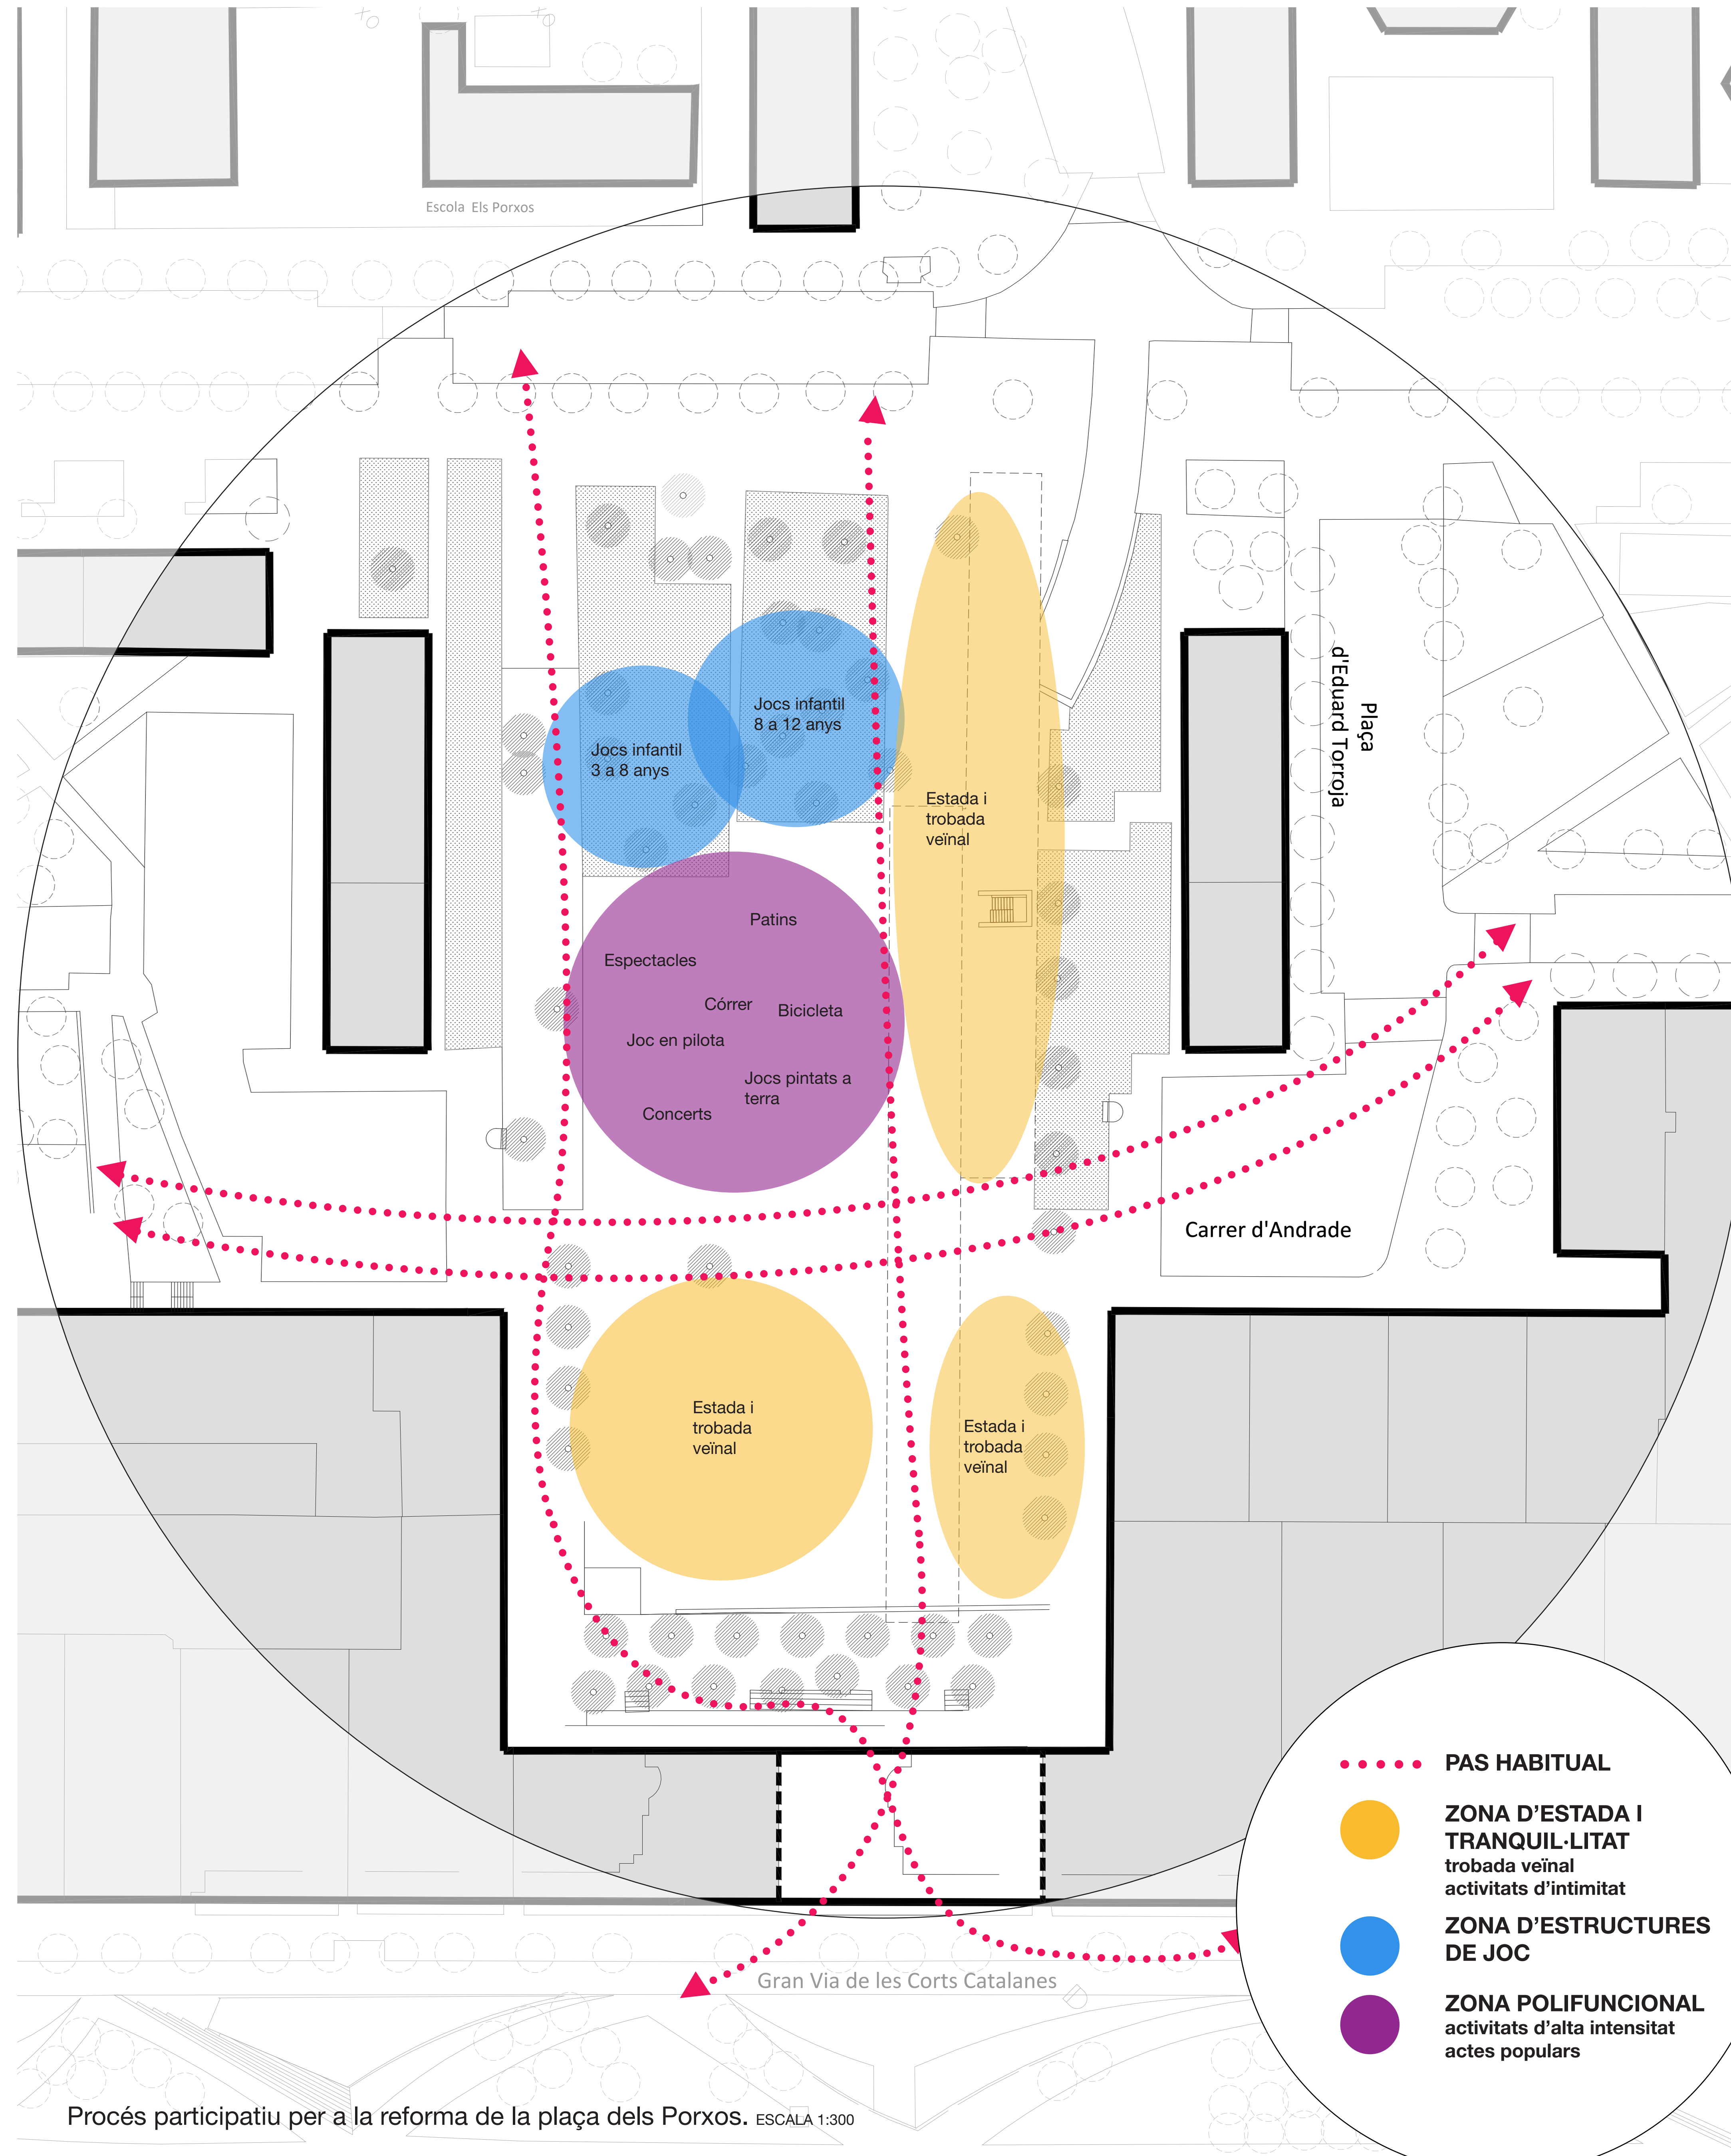 Escola Els Porxos
Jocs infantil
8 a 12 anys
Jocs infantil
3 a 8 anys
Plaça
d'Eduard Torroja
Estada i
trobada
veïnal
Patins
Espectacles
Córrer
Bicicleta
Joc en pilota
Jocs pintats a
terra
Concerts
Carrer d'Andrade
Estada i
trobada
veïnal
Estada i
trobada
veïnal
PAS HABITUAL
ZONA D'ESTADA I
TRANQUIL·LITAT
trobada veïnal
activitats d'intimitat
ZONA D'ESTRUCTURES
DE JOC
ZONA POLIFUNCIONAL
activitats d'alta intensitat
actes populars
Gran Via de les Corts Catalanes
Procés participatiu per a la reforma de la plaça dels Porxos. ESCALA 1:300